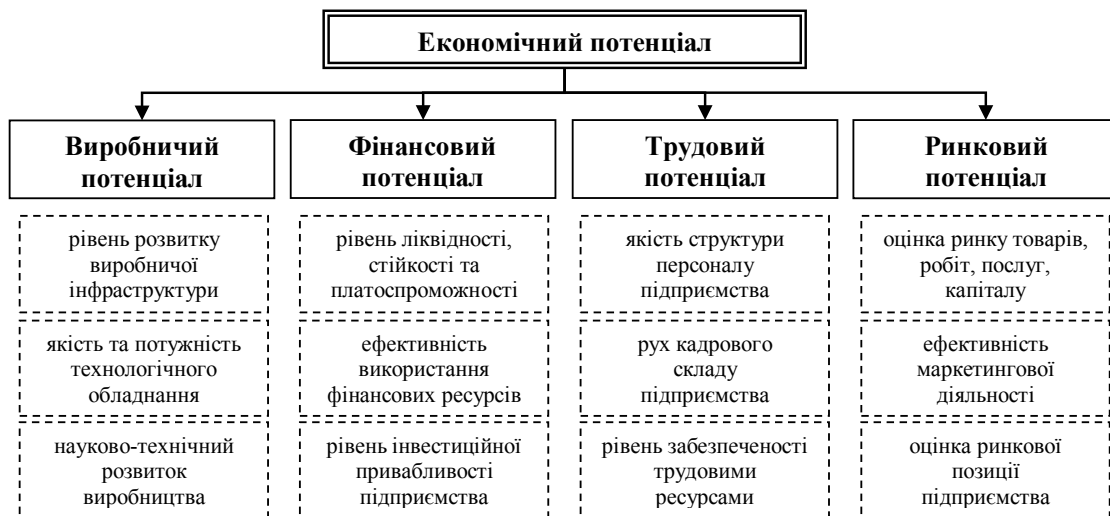 Економічний потенціал
Виробничий
потенціал
рівень розвитку
виробничої
інфраструктури
якість та потужність
технологічного
обладнання
науково-технічний
розвиток
виробництва
Фінансовий
потенціал
рівень ліквідності,
стійкості та
платоспроможності
ефективність
використання
фінансових ресурсів
рівень інвестиційної
привабливості
підприємства
Трудовий
потенціал
якість структури
персоналу
підприємства
рух кадрового
складу
підприємства
рівень забезпеченості
трудовими
ресурсами
Ринковий
потенціал
оцінка ринку товарів,
робіт, послуг,
капіталу
ефективність
маркетингової
діяльності
оцінка ринкової
позиції
підприємства